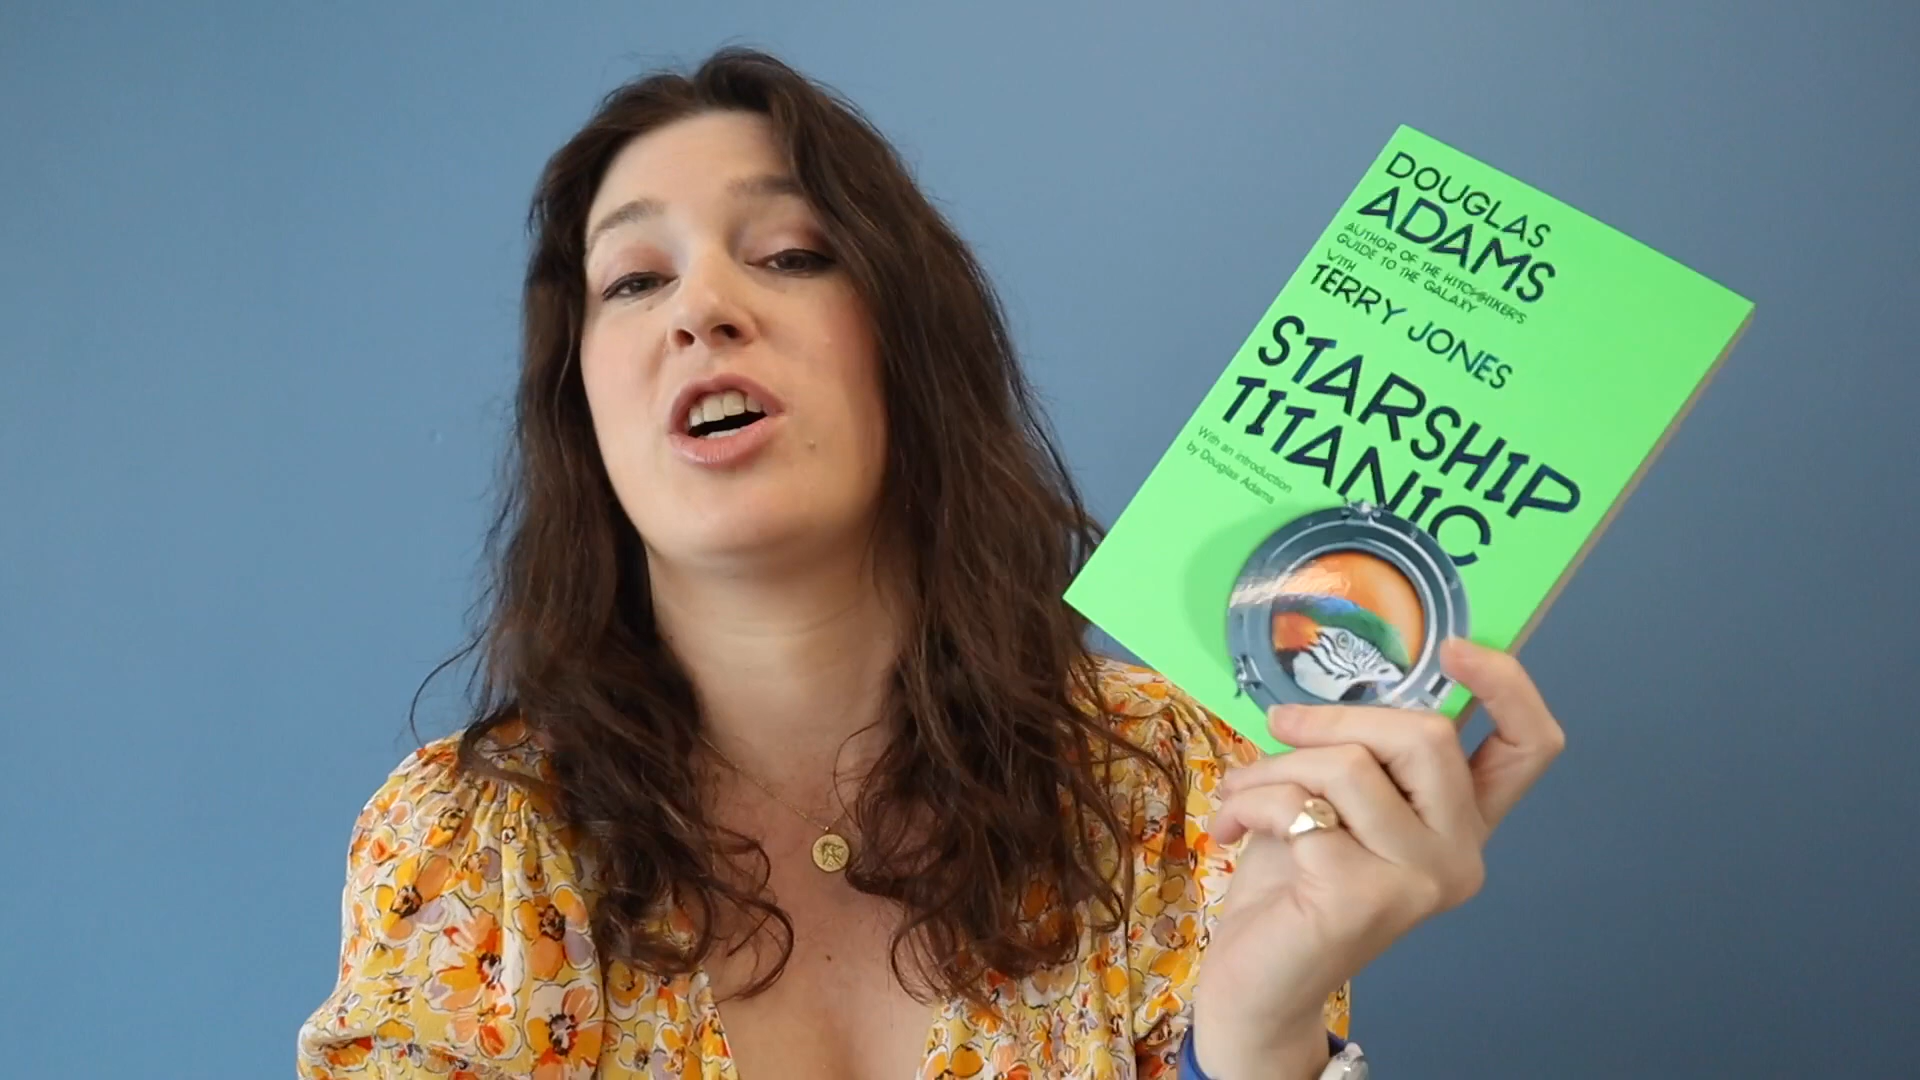 DOUGLAS
ADAMS
AUTHOR OF THE HITCHHIKER'S
GUIDE TO THE GALAXY
WITH
TERRY JONES
STARSHIP
TITANIC
With an introduction
by Douglas Adams